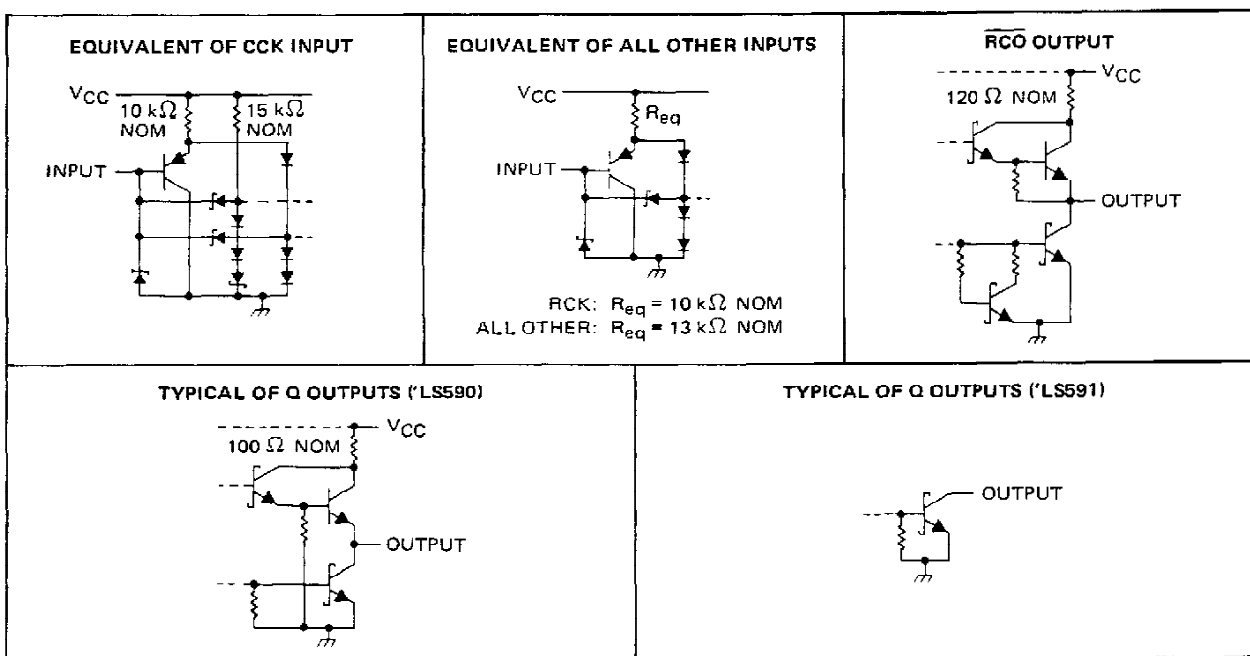 EQUIVALENT OF CCK INPUT
VCC
10 kΩ
NOM
15 kΩ
NOM
INPUT
EQUIVALENT OF ALL OTHER INPUTS
VCC
Req
INPUT
RCK: Req = 10 kΩ NOM
ALL OTHER: Req = 13 kΩ NOM
R̅C̅O̅ OUTPUT
VCC
120 Ω NOM
OUTPUT
TYPICAL OF Q OUTPUTS ('LS590)
VCC
100 Ω NOM
OUTPUT
TYPICAL OF Q OUTPUTS ('LS591)
OUTPUT